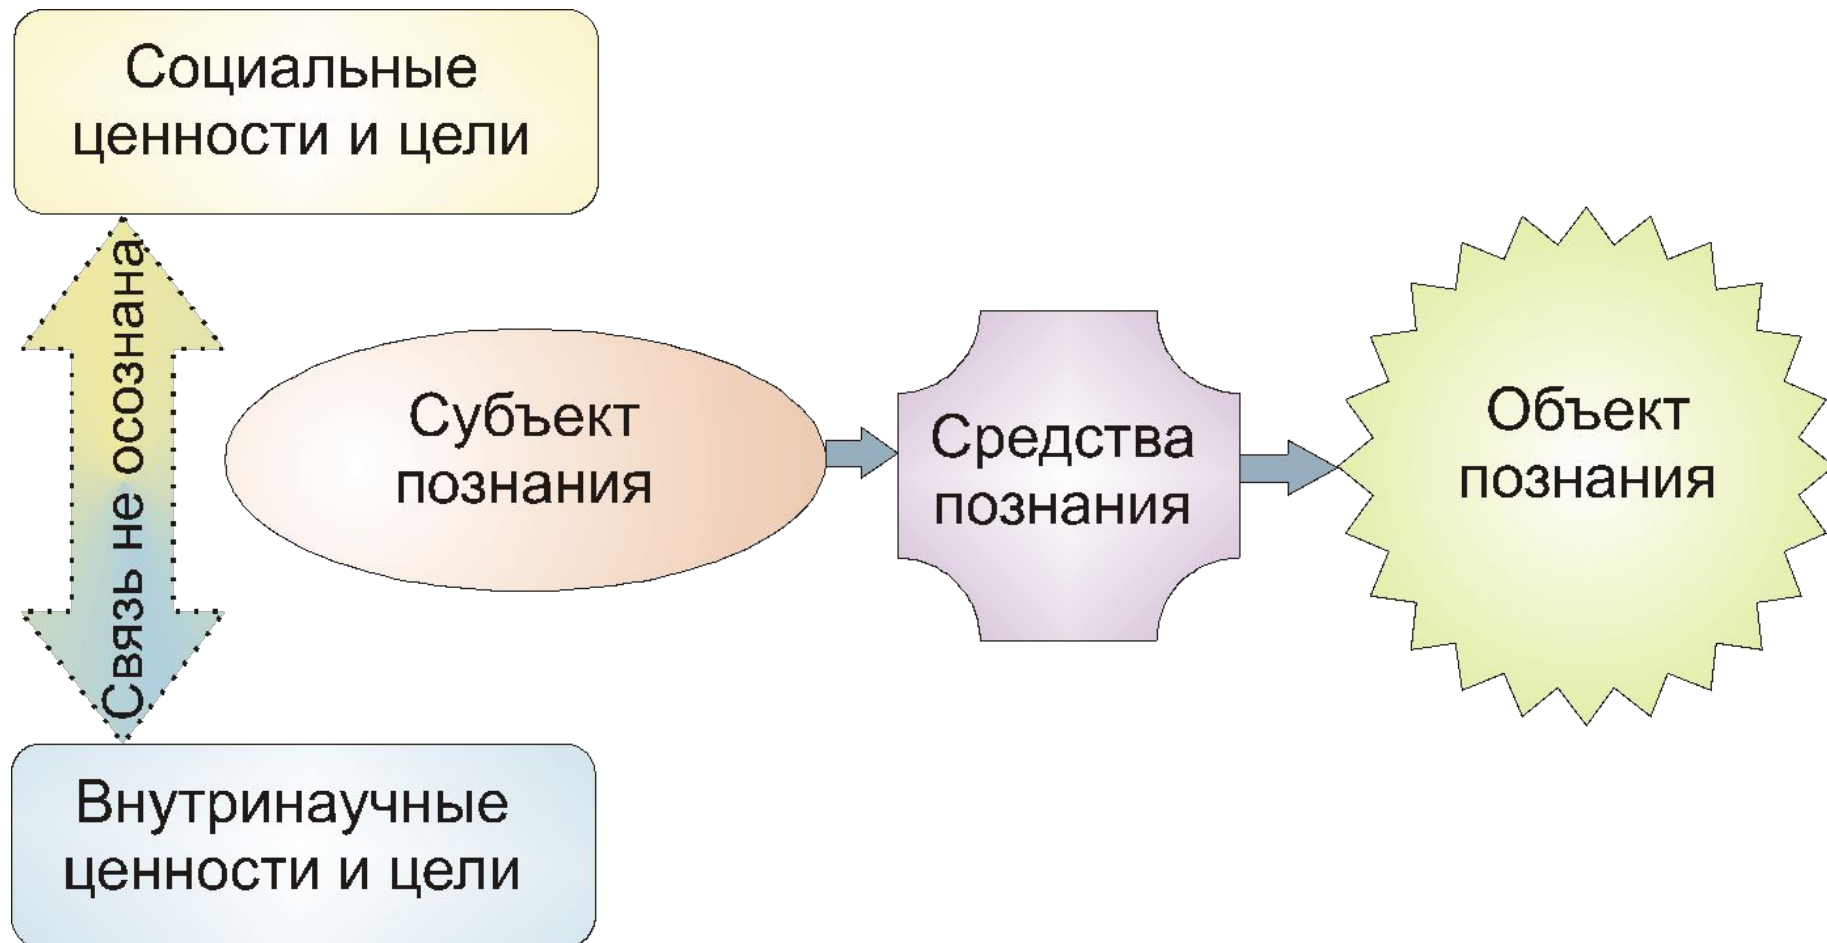 Социальные
ценности и цели
Связь не осознана
Субъект
познания
Средства
познания
Объект
познания
Внутринаучные
ценности и цели